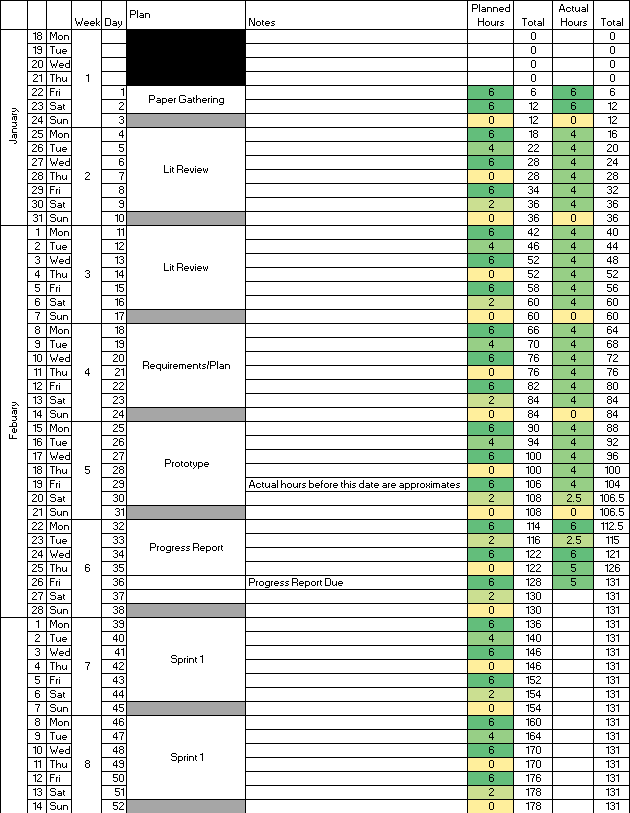 Week Day Plan Notes Planned Hours Total Actual Hours Total
January
18 Mon 0 0
19 Tue 0 0
20 Wed 0 0
21 Thu 1 0 0
22 Fri 1 Paper Gathering 6 6 6 6
23 Sat 2 6 12 6 12
24 Sun 3 0 12 0 12
25 Mon 4 6 18 4 16
26 Tue 5 4 22 4 20
27 Wed 6 6 28 4 24
28 Thu 2 7 Lit Review 0 28 4 28
29 Fri 8 6 34 4 32
30 Sat 9 2 36 4 36
31 Sun 10 0 36 0 36
Febuary
1 Mon 11 6 42 4 40
2 Tue 12 4 46 4 44
3 Wed 13 6 52 4 48
4 Thu 3 14 Lit Review 0 52 4 52
5 Fri 15 6 58 4 56
6 Sat 16 2 60 4 60
7 Sun 17 0 60 0 60
8 Mon 18 6 66 4 64
9 Tue 19 4 70 4 68
10 Wed 20 6 76 4 72
11 Thu 4 21 Requirements/Plan 0 76 4 76
12 Fri 22 6 82 4 80
13 Sat 23 2 84 4 84
14 Sun 24 0 84 0 84
15 Mon 25 6 90 4 88
16 Tue 26 4 94 4 92
17 Wed 27 6 100 4 96
18 Thu 5 28 Prototype 0 100 4 100
19 Fri 29 Actual hours before this date are approximates 6 106 4 104
20 Sat 30 2 108 2.5 106.5
21 Sun 31 0 108 0 106.5
22 Mon 32 6 114 6 112.5
23 Tue 33 Progress Report 2 116 2.5 115
24 Wed 34 6 122 6 121
25 Thu 6 35 0 122 5 126
26 Fri 36 Progress Report Due 6 128 5 131
27 Sat 37 2 130 131
28 Sun 38 0 130 131
1 Mon 39 6 136 131
2 Tue 40 4 140 131
3 Wed 41 6 146 131
4 Thu 7 42 Sprint 1 0 146 131
5 Fri 43 6 152 131
6 Sat 44 2 154 131
7 Sun 45 0 154 131
8 Mon 46 6 160 131
9 Tue 47 4 164 131
10 Wed 48 6 170 131
11 Thu 8 49 Sprint 1 0 170 131
12 Fri 50 6 176 131
13 Sat 51 2 178 131
14 Sun 52 0 178 131